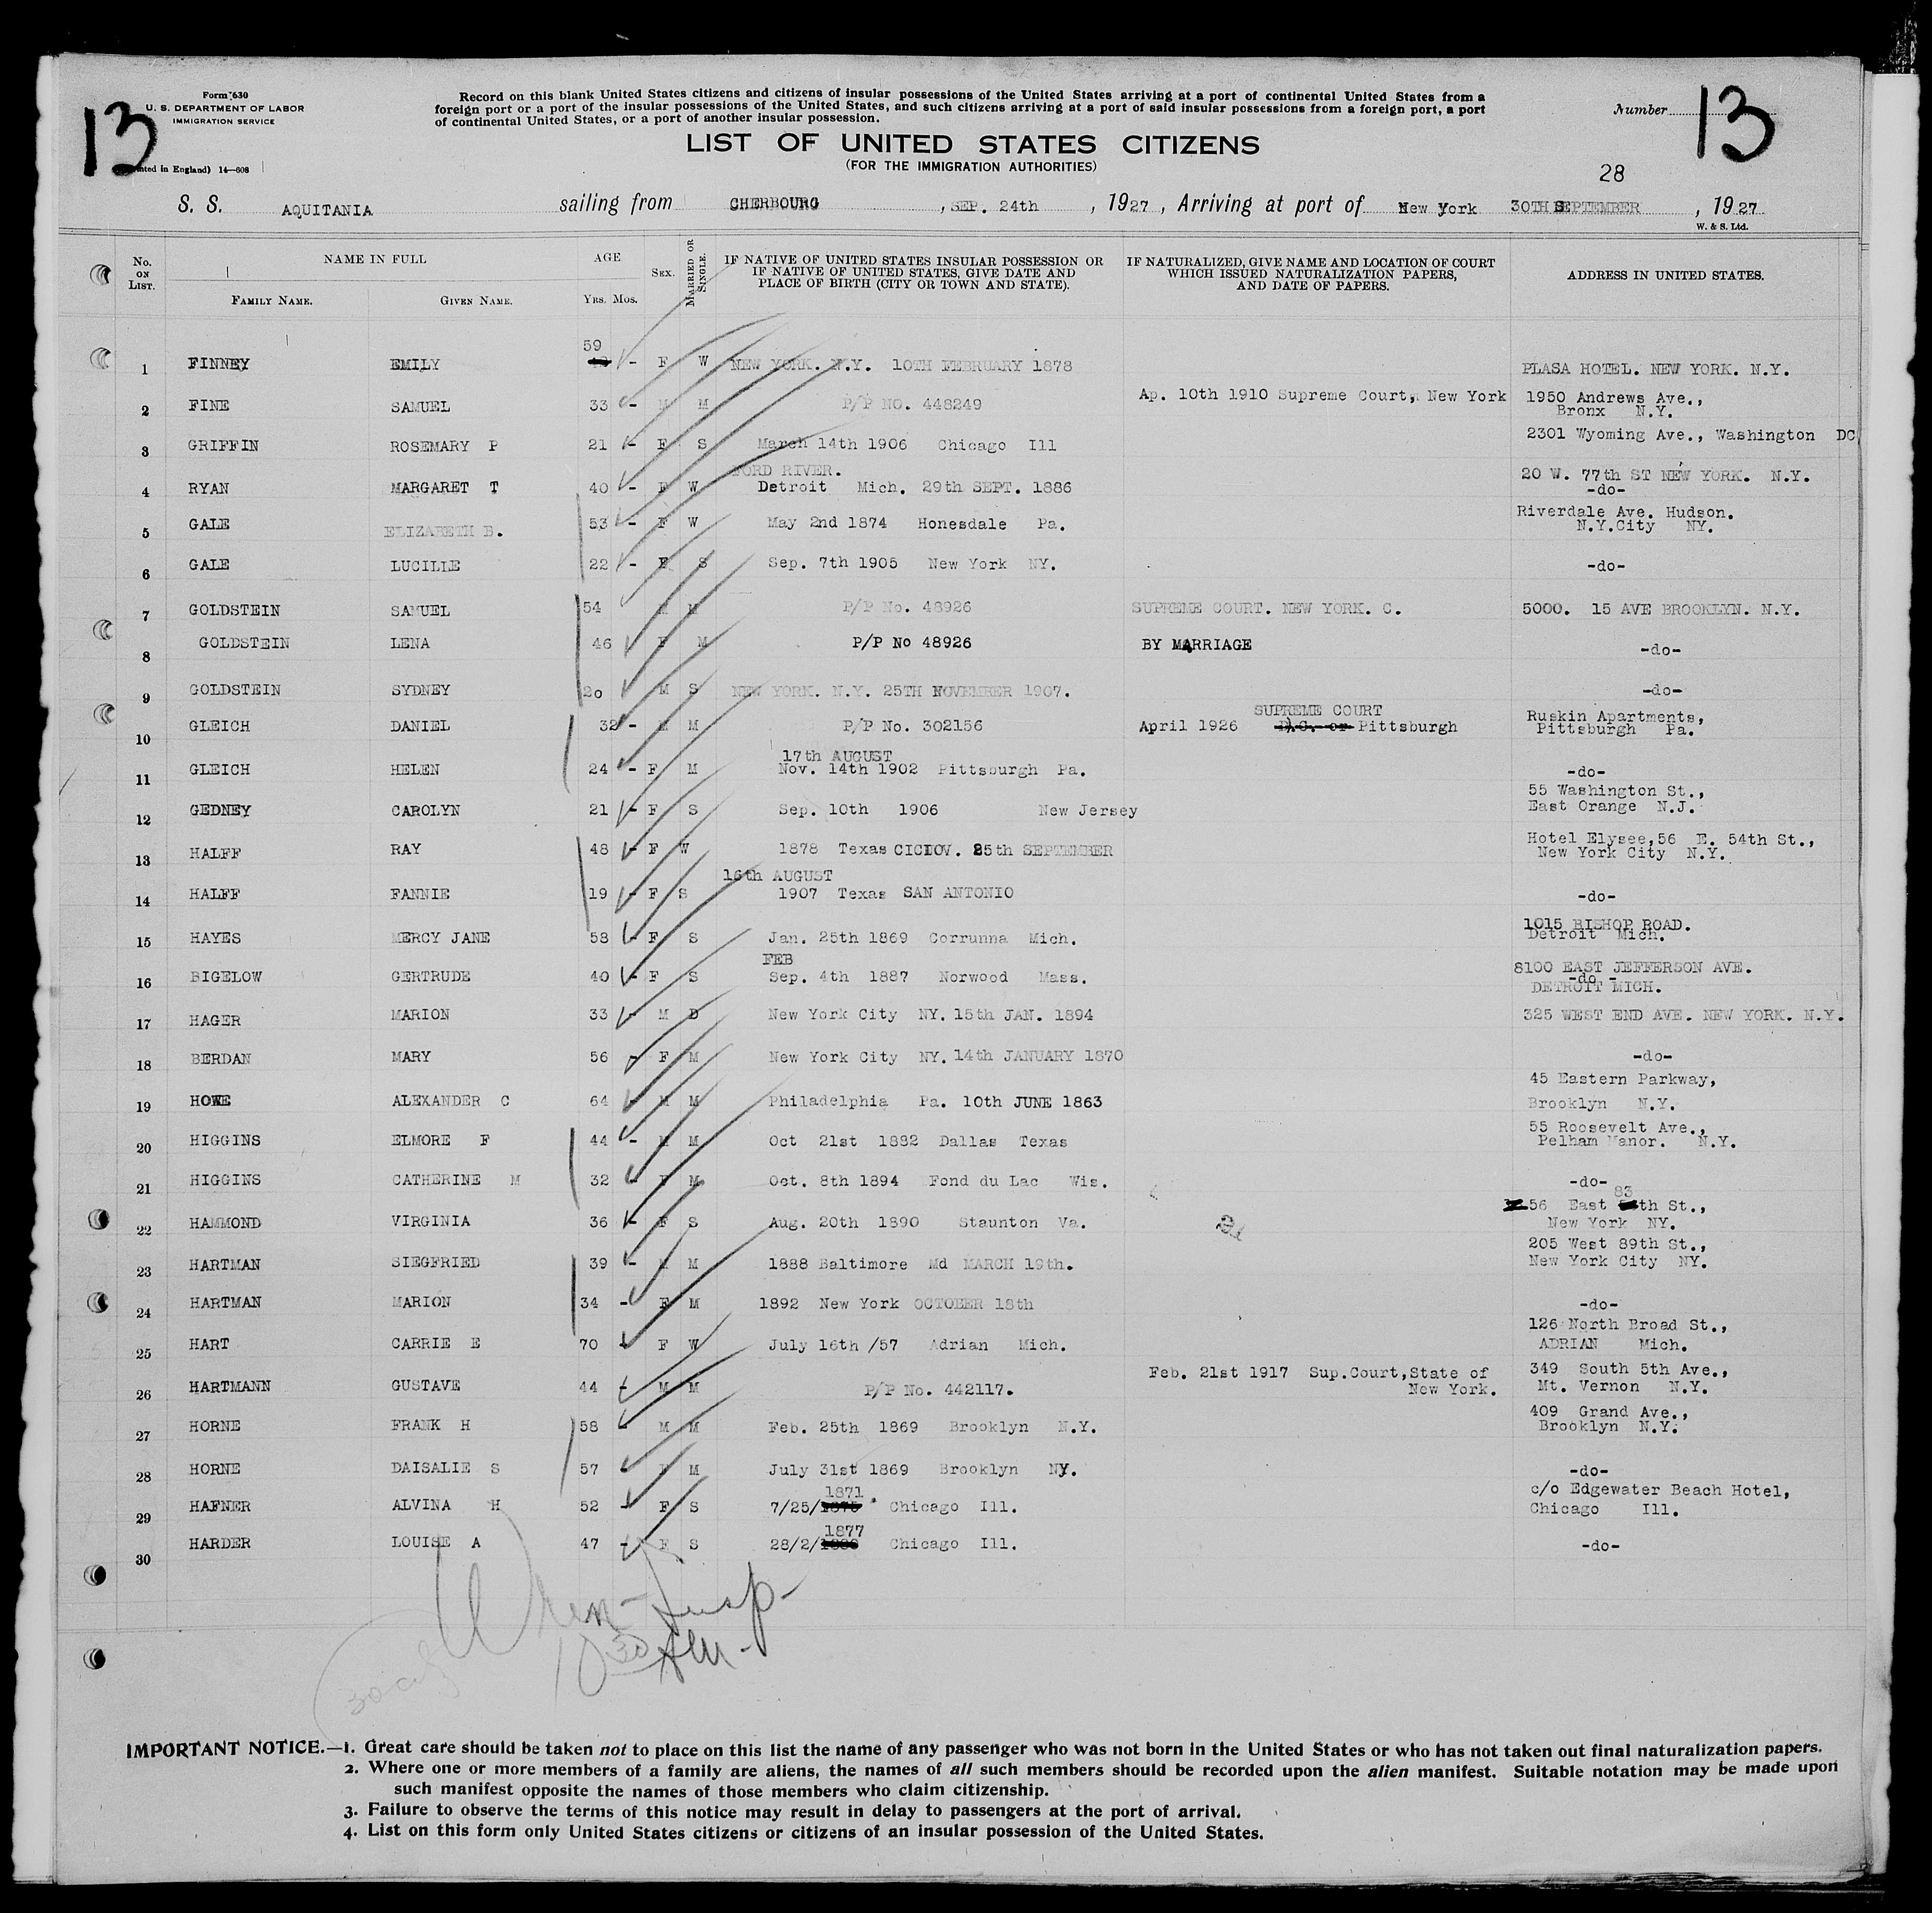 13
Form 630
U. S. DEPARTMENT OF LABOR
IMMIGRATION SERVICE
in England) 14—608
Record on this blank United States citizens and citizens of insular possessions of the United States arriving at a port of continental United States from a
foreign port or a port of the insular possessions of the United States, and such citizens arriving at a port of said insular possessions from a foreign port, a port
of continental United States, or a port of another insular possession.
Number 13
LIST OF UNITED STATES CITIZENS
(FOR THE IMMIGRATION AUTHORITIES)
28
S. S. AQUITANIA sailing from CHERBOURG, SEP. 24th, 1927, Arriving at port of New York 30TH SEPTEMBER, 1927
W. & S. Ltd.
No. ON LIST. NAME IN FULL AGE SEX. MARRIED OR SINGLE. IF NATIVE OF UNITED STATES INSULAR POSSESSION OR IF NATIVE OF UNITED STATES, GIVE DATE AND PLACE OF BIRTH (CITY OR TOWN AND STATE). IF NATURALIZED, GIVE NAME AND LOCATION OF COURT WHICH ISSUED NATURALIZATION PAPERS, AND DATE OF PAPERS. ADDRESS IN UNITED STATES.
FAMILY NAME. GIVEN NAME. YRS. MOS.
59
1 FINNEY EMILY - F W NEW YORK. N.Y. 10TH FEBRUARY 1878 PLASA HOTEL. NEW YORK. N.Y.
2 FINE SAMUEL 33 - M M P/P NO. 448249 Ap. 10th 1910 Supreme Court, New York 1950 Andrews Ave.,
Bronx N.Y.
3 GRIFFIN ROSEMARY P 21 - F S March 14th 1906 Chicago Ill 2301 Wyoming Ave., Washington DC
FORD RIVER.
4 RYAN MARGARET T 40 - F W Detroit Mich. 29th SEPT. 1886 20 W. 77th ST NEW YORK. N.Y.
-do-
5 GALE ELIZABETH B. 53 - F W May 2nd 1874 Honesdale Pa. Riverdale Ave. Hudson.
N.Y.City NY.
6 GALE LUCILLE 22 - F S Sep. 7th 1905 New York NY. -do-
7 GOLDSTEIN SAMUEL 54 M M P/P No. 48926 SUPREME COURT. NEW YORK. C. 5000. 15 AVE BROOKLYN. N.Y.
8 GOLDSTEIN LENA 46 F M P/P No 48926 BY MARRIAGE -do-
9 GOLDSTEIN SYDNEY 20 M S NEW YORK. N.Y. 25TH NOVEMBER 1907. -do-
SUPREME COURT
10 GLEICH DANIEL 32 - M M P/P No. 302156 April 1926 Pittsburgh Ruskin Apartments,
Pittsburgh Pa.
17th AUGUST
11 GLEICH HELEN 24 - F M Nov. 14th 1902 Pittsburgh Pa. -do-
12 GEDNEY CAROLYN 21 - F S Sep. 10th 1906 New Jersey 55 Washington St.,
East Orange N.J.
13 HALFF RAY 48 - F W 1878 Texas 25th SEPTEMBER Hotel Elysee, 56 E. 54th St.,
New York City N.Y.
16th AUGUST
14 HALFF FANNIE 19 - F S 1907 Texas SAN ANTONIO -do-
15 HAYES MERCY JANE 58 - F S Jan. 25th 1869 Corrunna Mich. 1015 BISHOP ROAD.
Detroit Mich.
FEB
16 BIGELOW GERTRUDE 40 - F S Sep. 4th 1887 Norwood Mass. 8100 EAST JEFFERSON AVE.
-do-
DETROIT MICH.
17 HAGER MARION 33 - M D New York City NY. 15th JAN. 1894 325 WEST END AVE. NEW YORK. N.Y.
18 BERDAN MARY 56 - F M New York City NY. 14th JANUARY 1870 -do-
19 HOWE ALEXANDER C 64 - M M Philadelphia Pa. 10th JUNE 1863 45 Eastern Parkway,
Brooklyn N.Y.
20 HIGGINS ELMORE F 44 - M M Oct 21st 1882 Dallas Texas 55 Roosevelt Ave.,
Pelham Manor. N.Y.
21 HIGGINS CATHERINE M 32 - F M Oct. 8th 1894 Fond du Lac Wis. -do-
83
22 HAMMOND VIRGINIA 36 - F S Aug. 20th 1890 Staunton Va. 56 East th St.,
New York NY.
23 HARTMAN SIEGFRIED 39 - M M 1888 Baltimore Md MARCH 19th. 205 West 89th St.,
New York City NY.
24 HARTMAN MARION 34 - F M 1892 New York OCTOBER 18th -do-
25 HART CARRIE E 70 - F W July 16th /57 Adrian Mich. 126 North Broad St.,
ADRIAN Mich.
26 HARTMANN GUSTAVE 44 - M M P/P No. 442117. Feb. 21st 1917 Sup.Court, State of New York. 349 South 5th Ave.,
Mt. Vernon N.Y.
27 HORNE FRANK H 58 - M M Feb. 25th 1869 Brooklyn N.Y. 409 Grand Ave.,
Brooklyn N.Y.
28 HORNE DAISALIE S 57 - F M July 31st 1869 Brooklyn NY. -do-
1871
29 HAFNER ALVINA H 52 - F S 7/25/ Chicago Ill. c/o Edgewater Beach Hotel,
Chicago Ill.
1877
30 HARDER LOUISE A 47 - F S 28/2/ Chicago Ill. -do-
Insp-
10 30 AM-
IMPORTANT NOTICE.—1. Great care should be taken not to place on this list the name of any passenger who was not born in the United States or who has not taken out final naturalization papers.
2. Where one or more members of a family are aliens, the names of all such members should be recorded upon the alien manifest. Suitable notation may be made upon
such manifest opposite the names of those members who claim citizenship.
3. Failure to observe the terms of this notice may result in delay to passengers at the port of arrival.
4. List on this form only United States citizens or citizens of an insular possession of the United States.